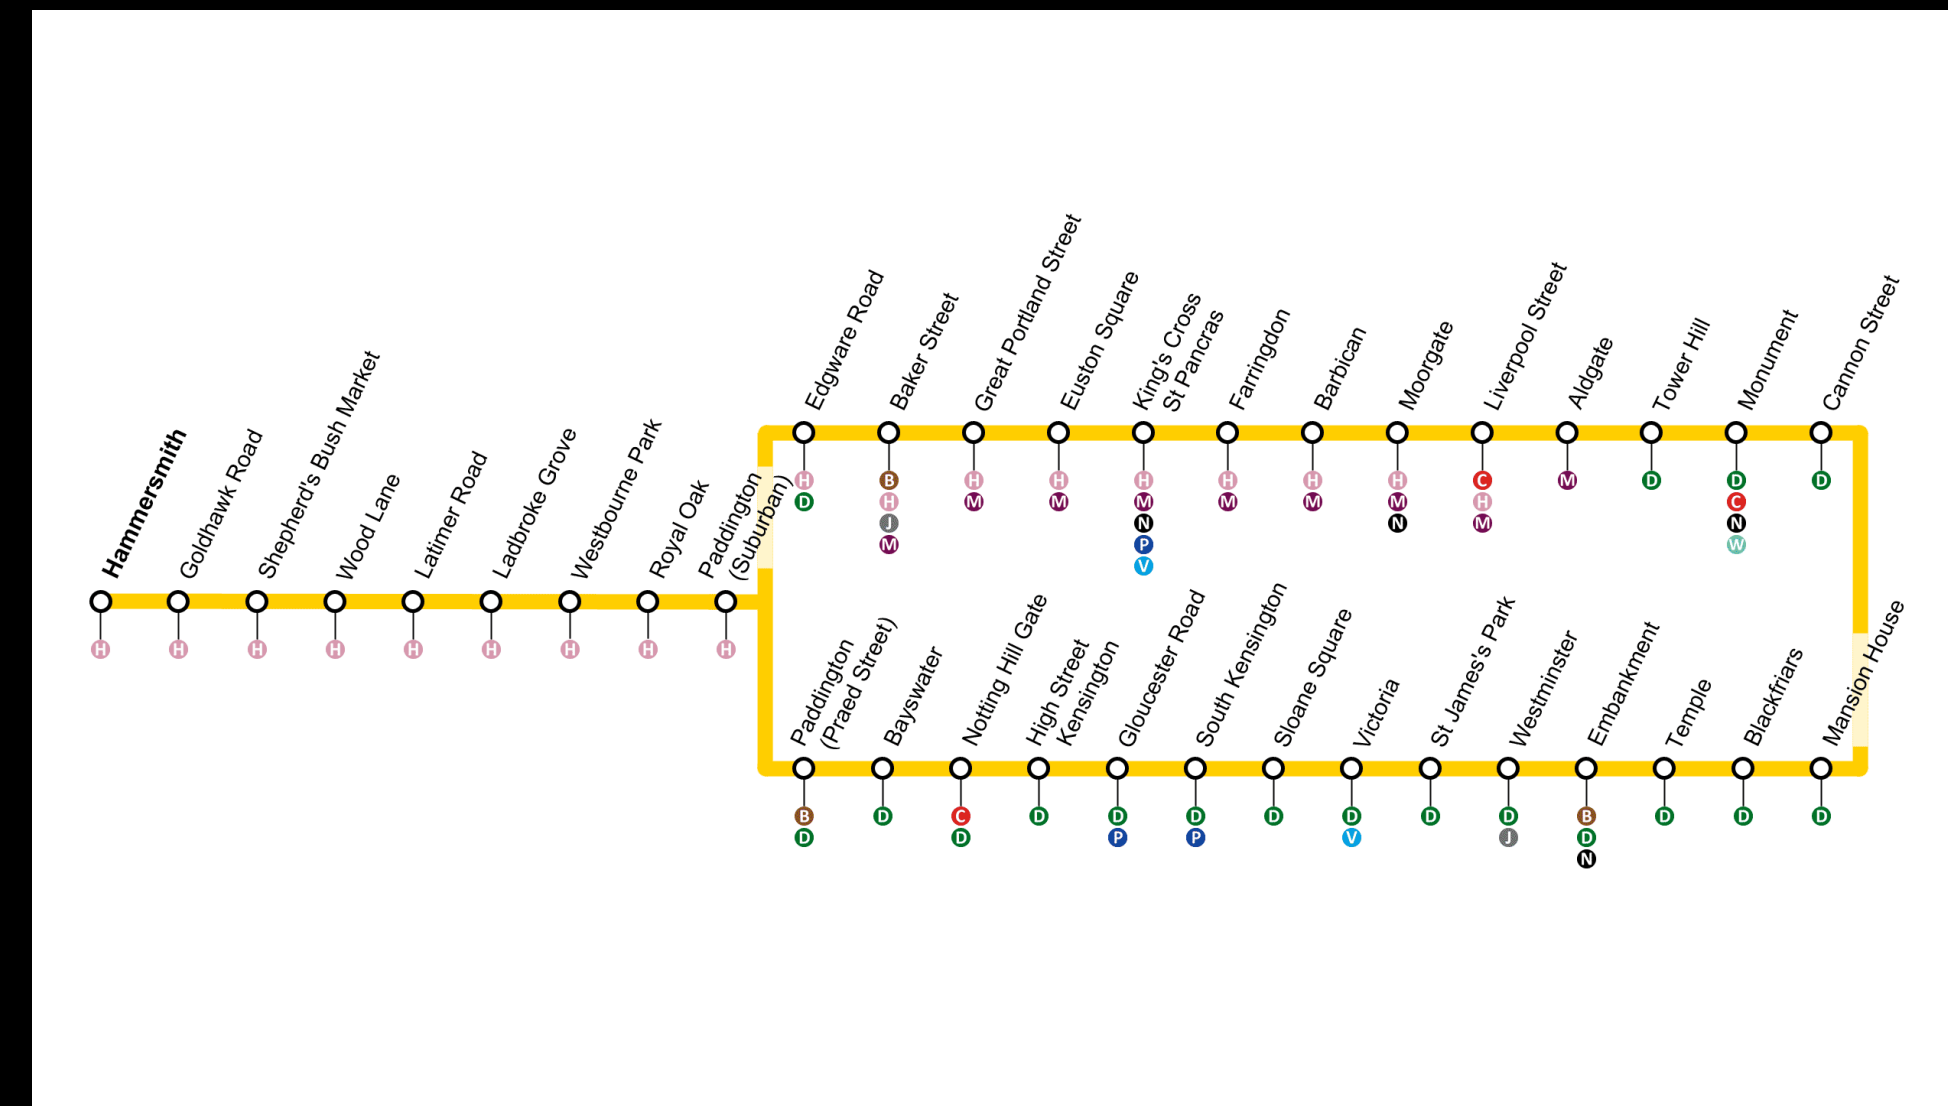 Hammersmith
Goldhawk Road
Shepherd's Bush Market
Wood Lane
Latimer Road
Ladbroke Grove
Westbourne Park
Royal Oak
Paddington
(Suburban)
H
H
H
H
H
H
H
H
H
Edgware Road
Baker Street
Great Portland Street
Euston Square
King's Cross
St Pancras
Farringdon
Barbican
Moorgate
Liverpool Street
Aldgate
Tower Hill
Monument
Cannon Street
H
D
B
H
J
M
H
M
H
M
H
M
N
P
V
H
M
H
M
H
M
N
C
H
M
M
D
D
C
N
W
D
Paddington
(Praed Street)
Bayswater
Notting Hill Gate
High Street
Kensington
Gloucester Road
South Kensington
Sloane Square
Victoria
St James's Park
Westminster
Embankment
Temple
Blackfriars
Mansion House
B
D
D
C
D
D
D
P
D
P
D
D
V
D
D
J
B
D
N
D
D
D